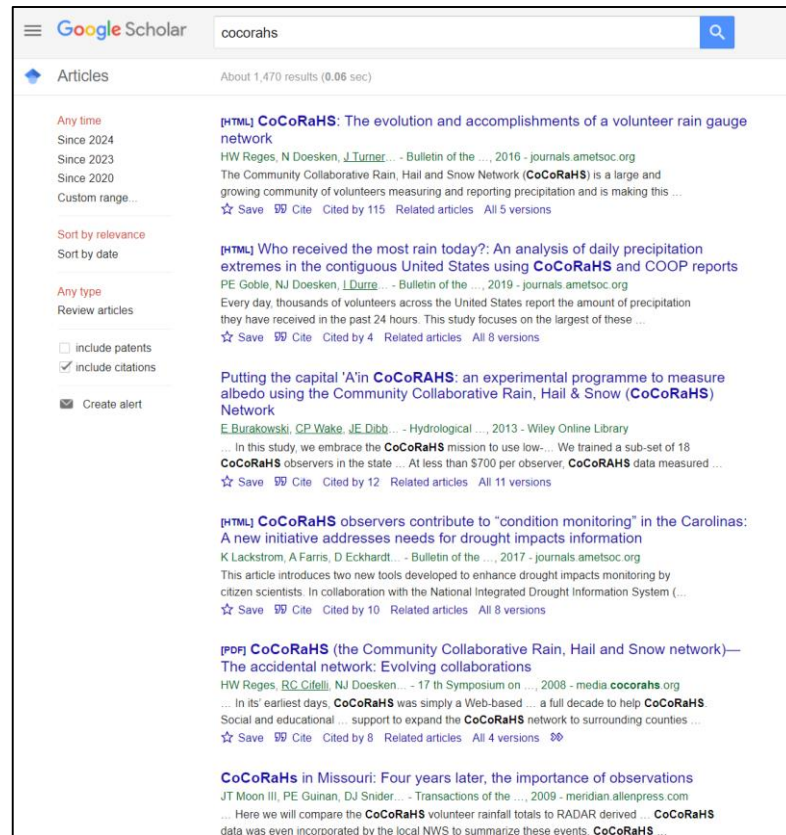 Google Scholar
cocorahs
Articles
About 1,470 results (0.06 sec)
Any time
Since 2024
Since 2023
Since 2020
Custom range...
Sort by relevance
Sort by date
Any type
Review articles
include patents
include citations
Create alert
[HTML] CoCoRaHS: The evolution and accomplishments of a volunteer rain gauge
network
HW Reges, N Doesken, J Turner... - Bulletin of the ..., 2016 - journals.ametsoc.org
The Community Collaborative Rain, Hail and Snow Network (CoCoRaHS) is a large and
growing community of volunteers measuring and reporting precipitation and is making this ...
Save Cite Cited by 115 Related articles All 5 versions
[HTML] Who received the most rain today?: An analysis of daily precipitation
extremes in the contiguous United States using CoCoRaHS and COOP reports
PE Goble, NJ Doesken, I Durre... - Bulletin of the ..., 2019 - journals.ametsoc.org
Every day, thousands of volunteers across the United States report the amount of precipitation
they have received in the past 24 hours. This study focuses on the largest of these ...
Save Cite Cited by 4 Related articles All 8 versions
Putting the capital 'A'in CoCoRAHS: an experimental programme to measure
albedo using the Community Collaborative Rain, Hail & Snow (CoCoRaHS)
Network
E Burakowski, CP Wake, JE Dibb... - Hydrological ..., 2013 - Wiley Online Library
... In this study, we embrace the CoCoRaHS mission to use low-... We trained a sub-set of 18
CoCoRaHS observers in the state ... At less than $700 per observer, CoCoRAHS data measured ...
Save Cite Cited by 12 Related articles All 11 versions
[HTML] CoCoRaHS observers contribute to “condition monitoring” in the Carolinas:
A new initiative addresses needs for drought impacts information
K Lackstrom, A Farris, D Eckhardt... - Bulletin of the ..., 2017 - journals.ametsoc.org
This article introduces two new tools developed to enhance drought impacts monitoring by
citizen scientists. In collaboration with the National Integrated Drought Information System (...
Save Cite Cited by 10 Related articles All 8 versions
[PDF] CoCoRaHS (the Community Collaborative Rain, Hail and Snow network)—
The accidental network: Evolving collaborations
HW Reges, RC Cifelli, NJ Doesken... - 17 th Symposium on ..., 2008 - media.cocorahs.org
... In its' earliest days, CoCoRaHS was simply a Web-based ... a full decade to help CoCoRaHS.
Social and educational ... support to expand the CoCoRaHS network to surrounding counties ...
Save Cite Cited by 8 Related articles All 4 versions
CoCoRaHs in Missouri: Four years later, the importance of observations
JT Moon III, PE Guinan, DJ Snider... - Transactions of the ..., 2009 - meridian.allenpress.com
... Here we will compare the CoCoRaHS volunteer rainfall totals to RADAR derived ... CoCoRaHS
data was even incorporated by the local NWS to summarize these events. CoCoRaHS ...